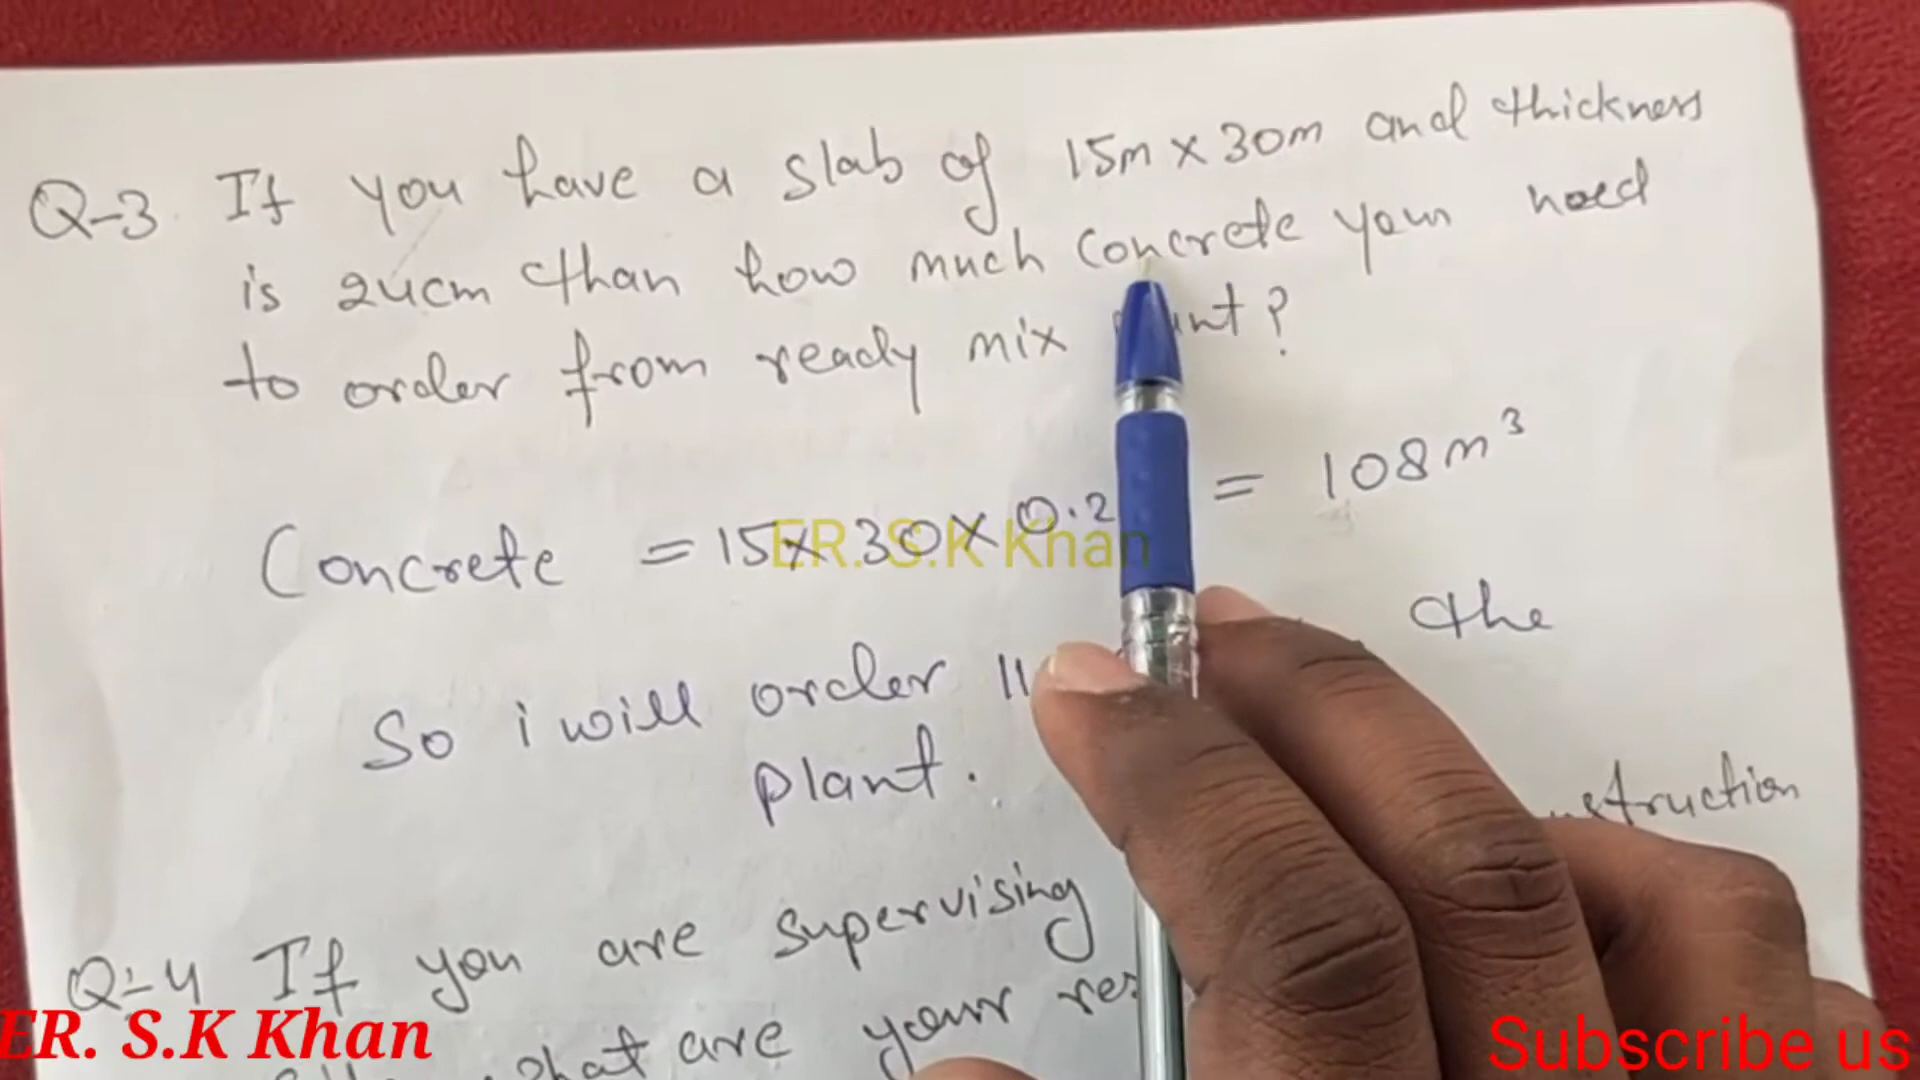 Q-3 If you have a slab of 15m x 30m and thickness
is 24cm than how much concrete your need
to order from ready mix
Concrete = 15 x 30 x 0.2 = 108m³
So i will order the
plant.
Q-4 If you are supervising
what are your
ER. S.K Khan
ER. S.K Khan
Subscribe us